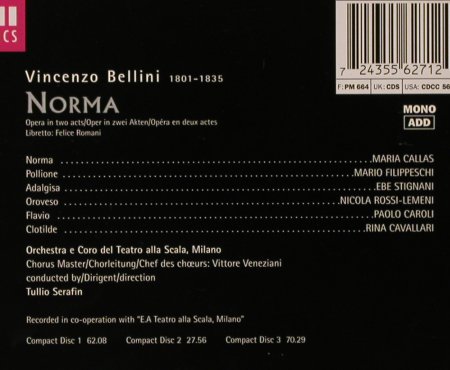 CS
Vincenzo Bellini 1801-1835
NORMA
Opera in two acts/Oper in zwei Akten/Opéra en deux actes
Libretto: Felice Romani
7 24355 62712
F: PM 664 UK: CDS USA: CDCC 56
MONO
ADD
Norma MARIA CALLAS
Pollione MARIO FILIPPESCHI
Adalgisa EBE STIGNANI
Oroveso NICOLA ROSSI-LEMENI
Flavio PAOLO CAROLI
Clotilde RINA CAVALLARI
Orchestra e Coro del Teatro alla Scala, Milano
Chorus Master/Chorleitung/Chef des chœurs: Vittore Veneziani
conducted by/Dirigent/direction
Tullio Serafin
Recorded in co-operation with "E.A Teatro alla Scala, Milano"
Compact Disc 1 62.08 Compact Disc 2 27.56 Compact Disc 3 70.29